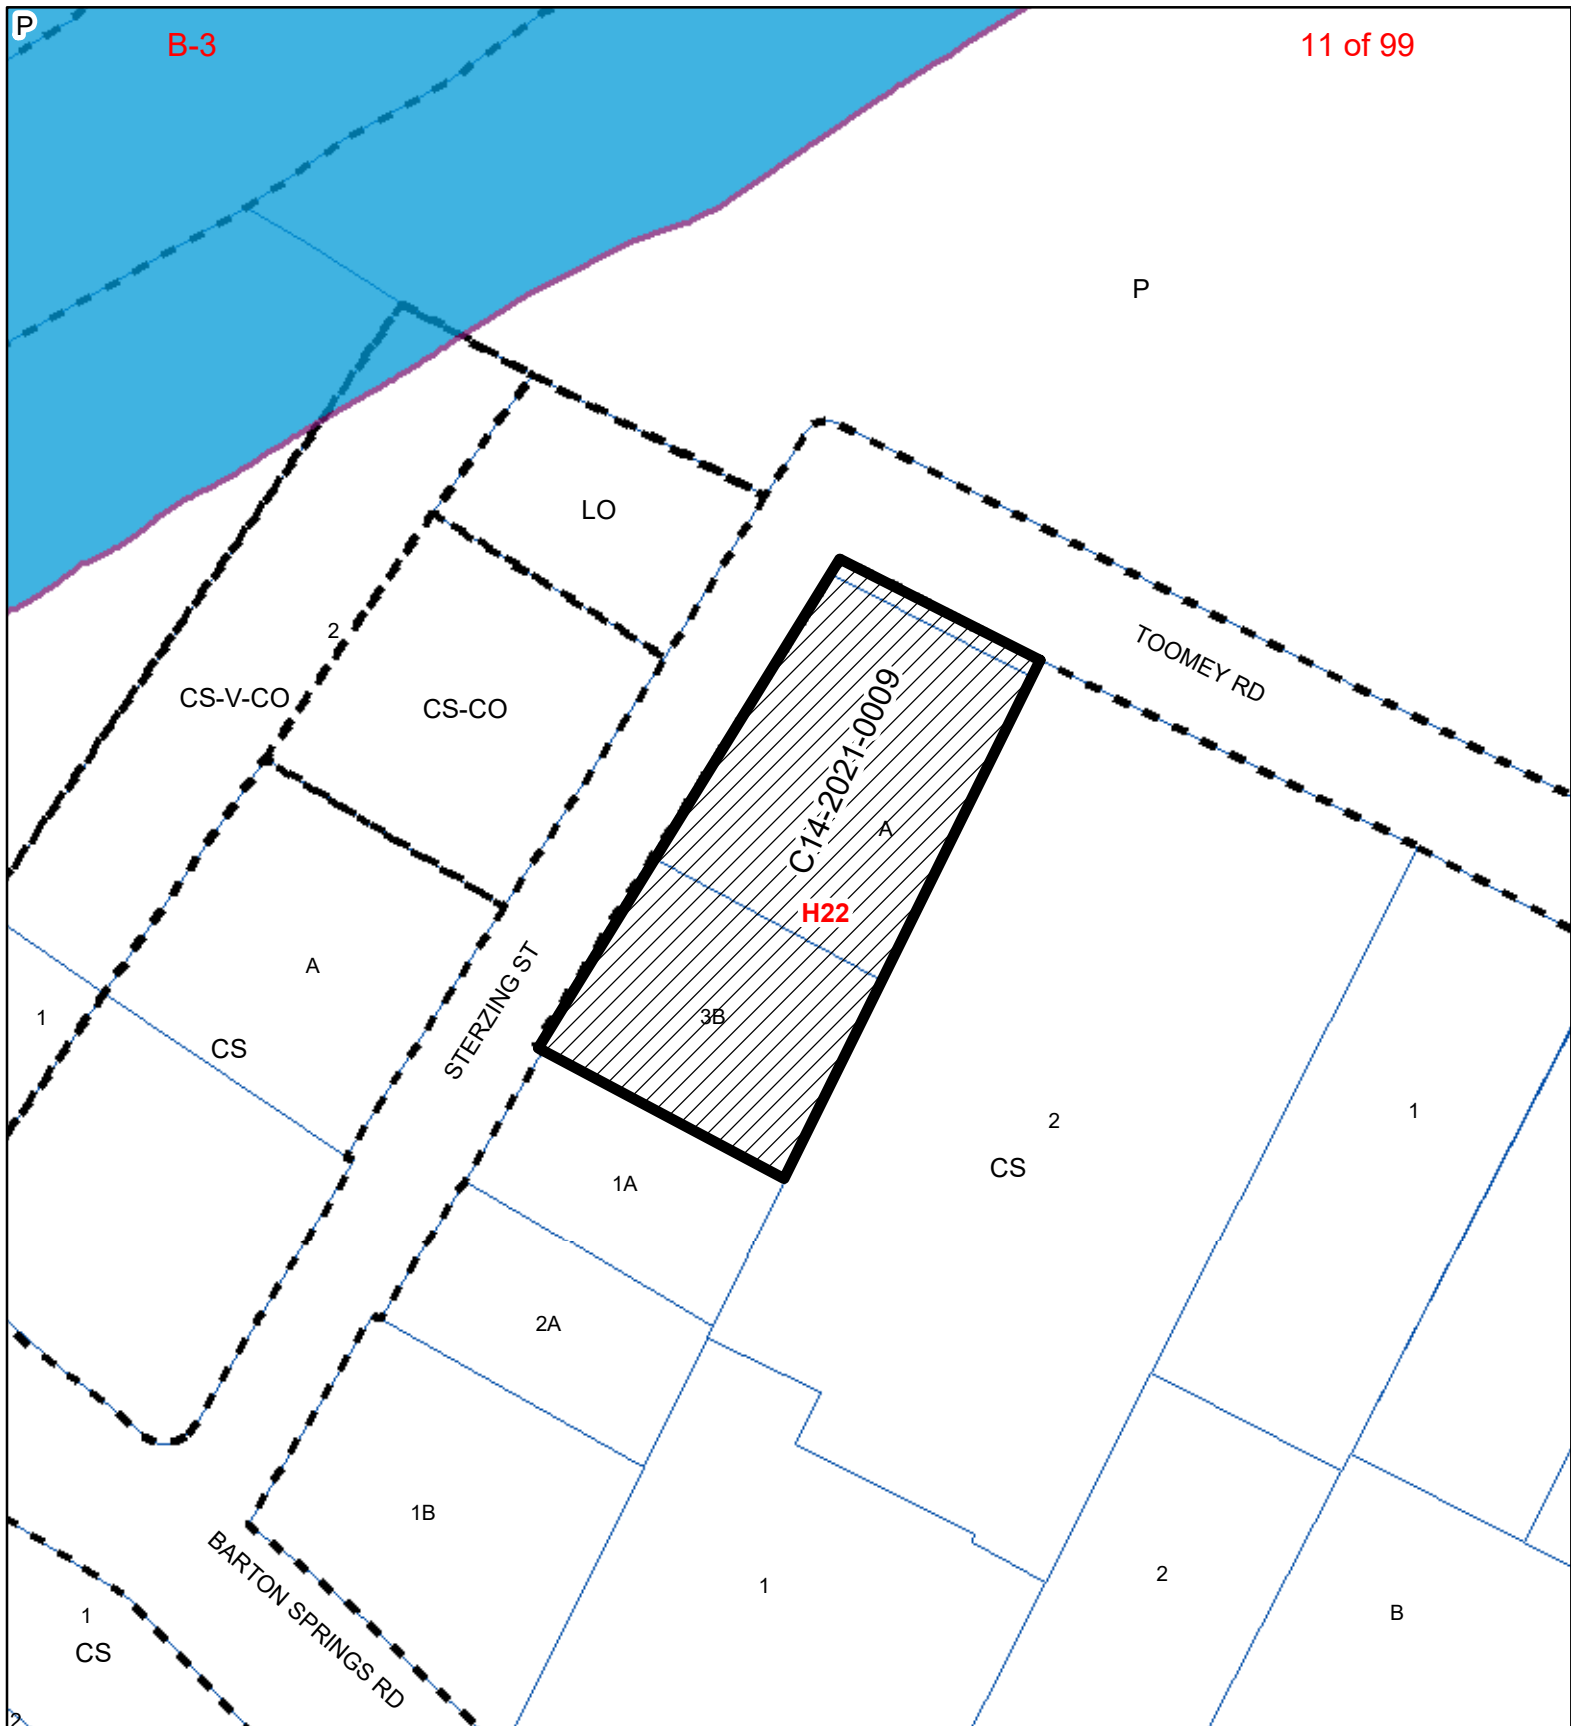 P
B-3
11 of 99
P
LO
2
TOOMEY RD
CS-V-CO
CS-CO
C14-2021-0009
A
H22
A
STERZING ST
1
3B
CS
2
1
CS
1A
2A
1B
BARTON SPRINGS RD
1
2
B
1
CS
2